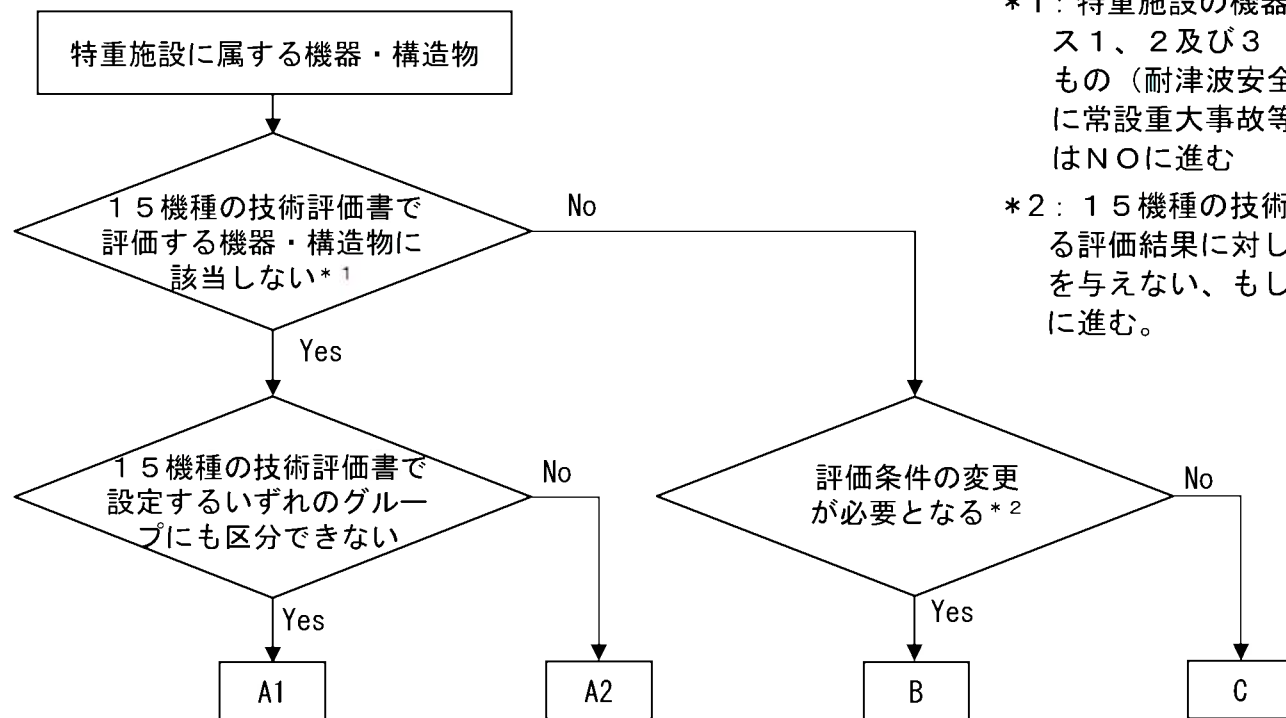 特重施設に属する機器・構造物
１５機種の技術評価書で
評価する機器・構造物に
該当しない*１
No
Yes
１５機種の技術評価書で
設定するいずれのグルー
プにも区分できない
No
Yes
評価条件の変更
が必要となる*２
No
Yes
A1
A2
B
C
*１：特重施設の機器
ス１、２及び３
もの（耐津波安全
に常設重大事故等
はＮＯに進む
*２：１５機種の技術
る評価結果に対し
を与えない、もし
に進む。